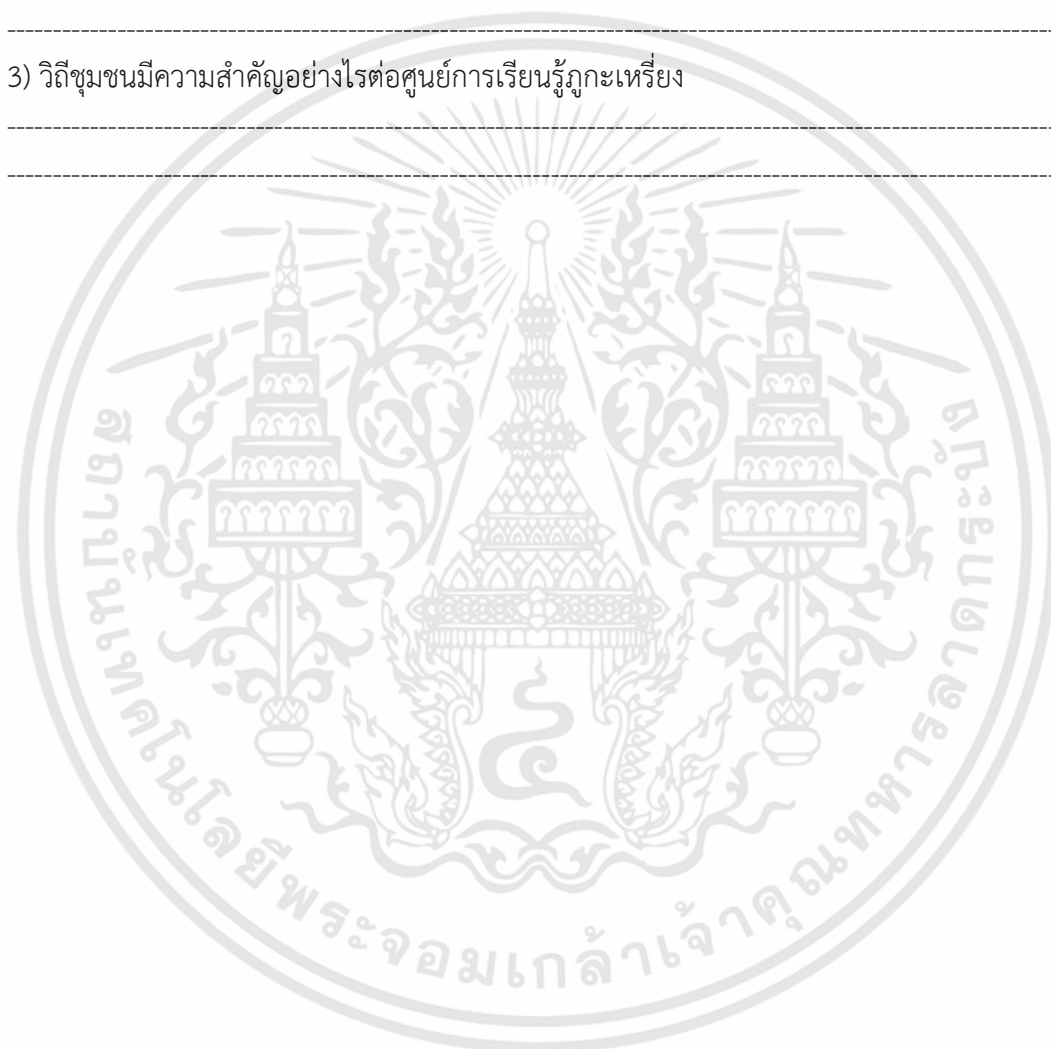 3) วิถีชุมชนมีความสำคัญอย่างไรต่อศูนย์การเรียนรู้ภูกะเหรี่ยง
สถาบันเทคโนโลยีพระจอมเกล้าเจ้าคุณทหารลาดกระบัง
๔